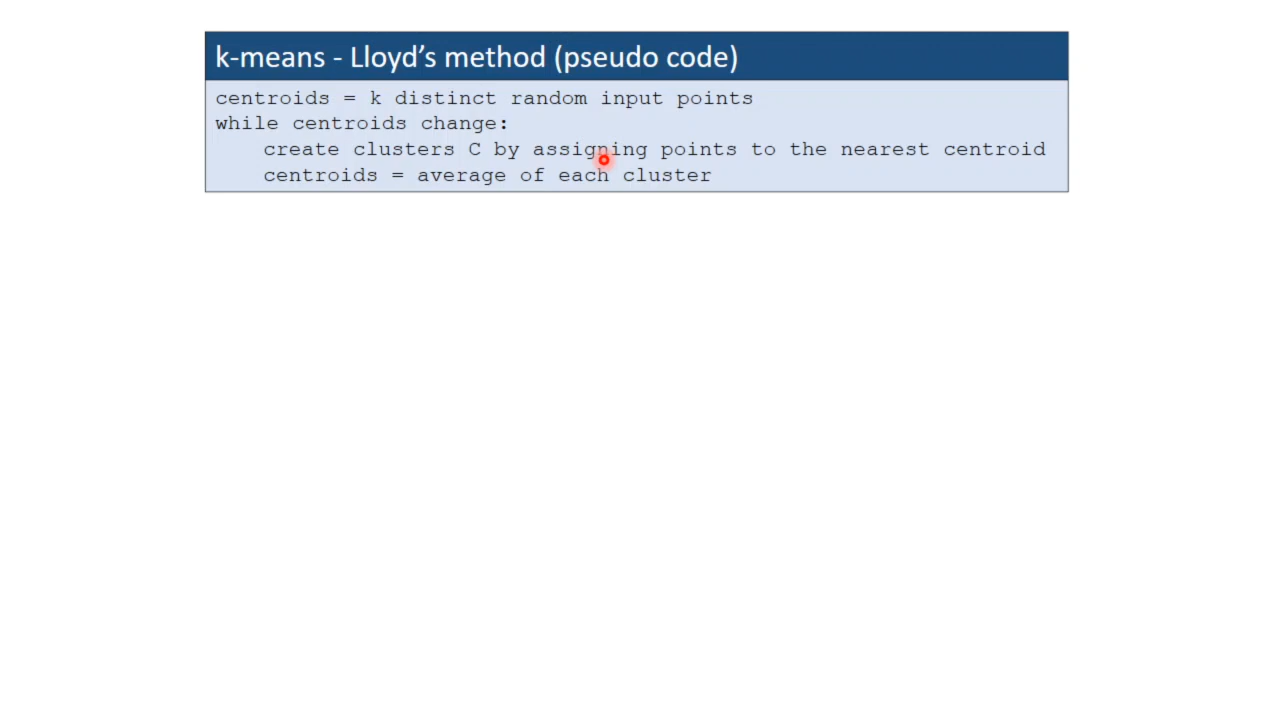 k-means - Lloyd’s method (pseudo code)
centroids = k distinct random input points
while centroids change:
    create clusters C by assigning points to the nearest centroid
    centroids = average of each cluster